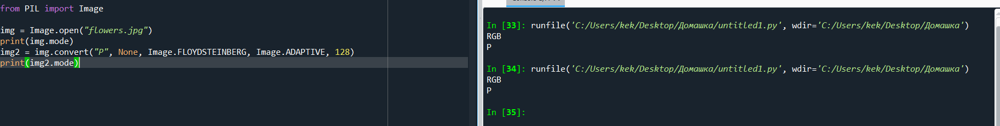 from PIL import Image
img = Image.open("flowers.jpg")
print(img.mode)
img2 = img.convert("P", None, Image.FLOYDSTEINBERG, Image.ADAPTIVE, 128)
print(img2.mode)
In [33]: runfile('C:/Users/kek/Desktop/Домашка/untitled1.py', wdir='C:/Users/kek/Desktop/Домашка')
RGB
P
In [34]: runfile('C:/Users/kek/Desktop/Домашка/untitled1.py', wdir='C:/Users/kek/Desktop/Домашка')
RGB
P
In [35]: